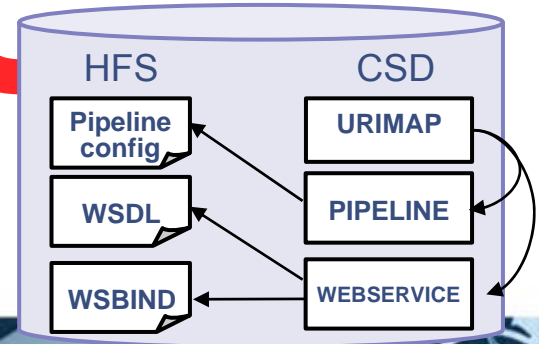 HFS
CSD
Pipeline
config
URIMAP
WSDL
PIPELINE
WSBIND
WEBSERVICE